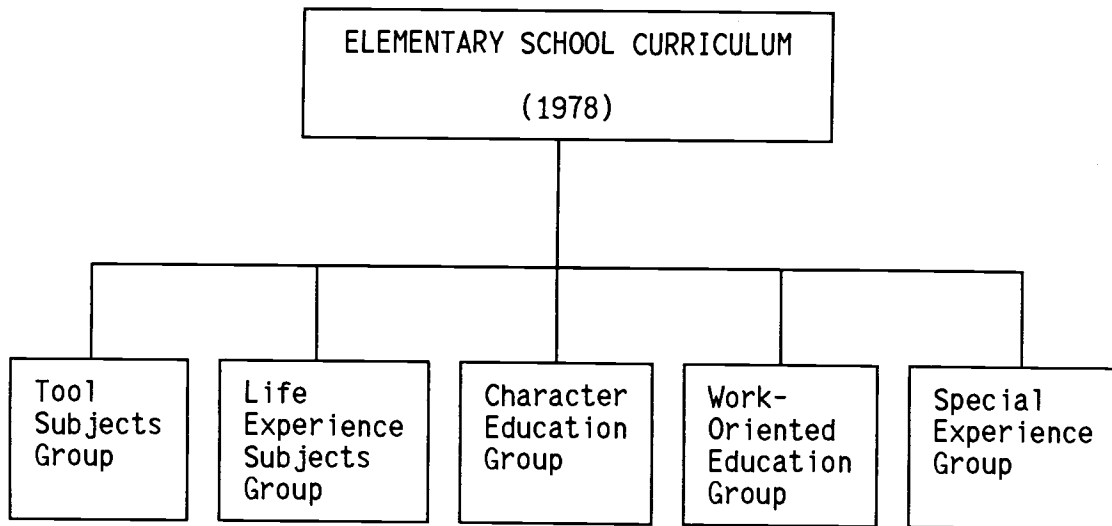 ELEMENTARY SCHOOL CURRICULUM
(1978)
Tool
Subjects
Group
Life
Experience
Subjects
Group
Character
Education
Group
Work-
Oriented
Education
Group
Special
Experience
Group